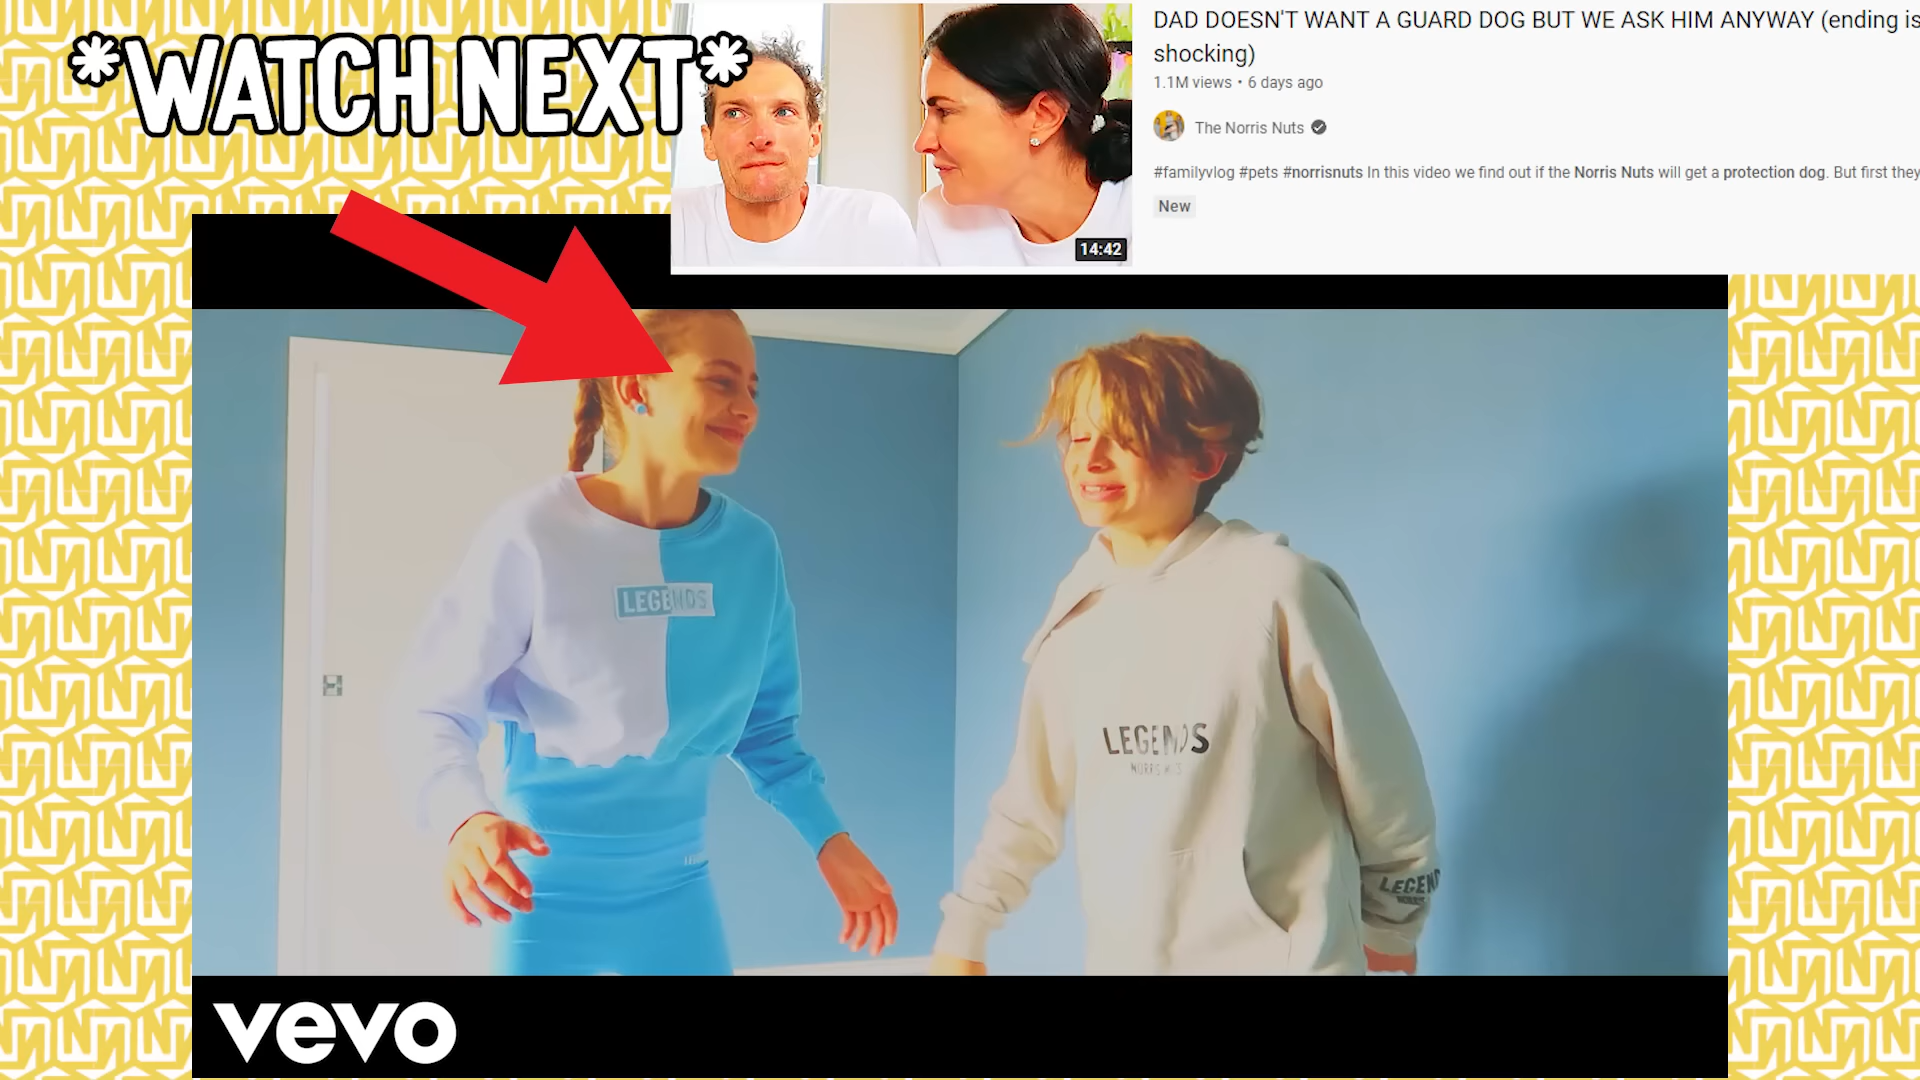 *WATCH NEXT*
DAD DOESN'T WANT A GUARD DOG BUT WE ASK HIM ANYWAY (ending is
shocking)
1.1M views • 6 days ago
The Norris Nuts
#familyvlog #pets #norrisnuts In this video we find out if the Norris Nuts will get a protection dog. But first they
New
14:42
LEGENDS
LEGENDS
LEGEND
vevo